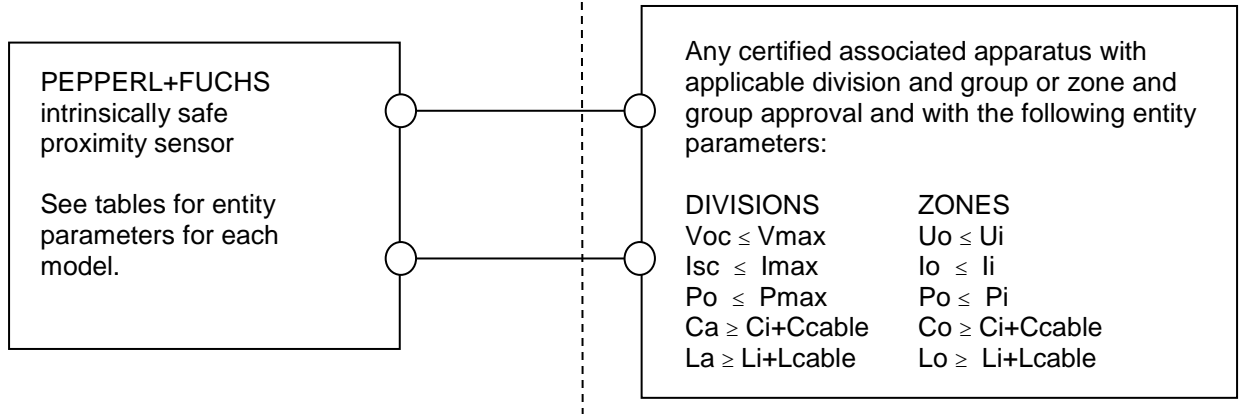 PEPPERL+FUCHS
intrinsically safe
proximity sensor
See tables for entity
parameters for each
model.
Any certified associated apparatus with
applicable division and group or zone and
group approval and with the following entity
parameters:
DIVISIONS ZONES
Voc ≤ Vmax Uo ≤ Ui
Isc ≤ Imax Io ≤ Ii
Po ≤ Pmax Po ≤ Pi
Ca ≥ Ci+Ccable Co ≥ Ci+Ccable
La ≥ Li+Lcable Lo ≥ Li+Lcable